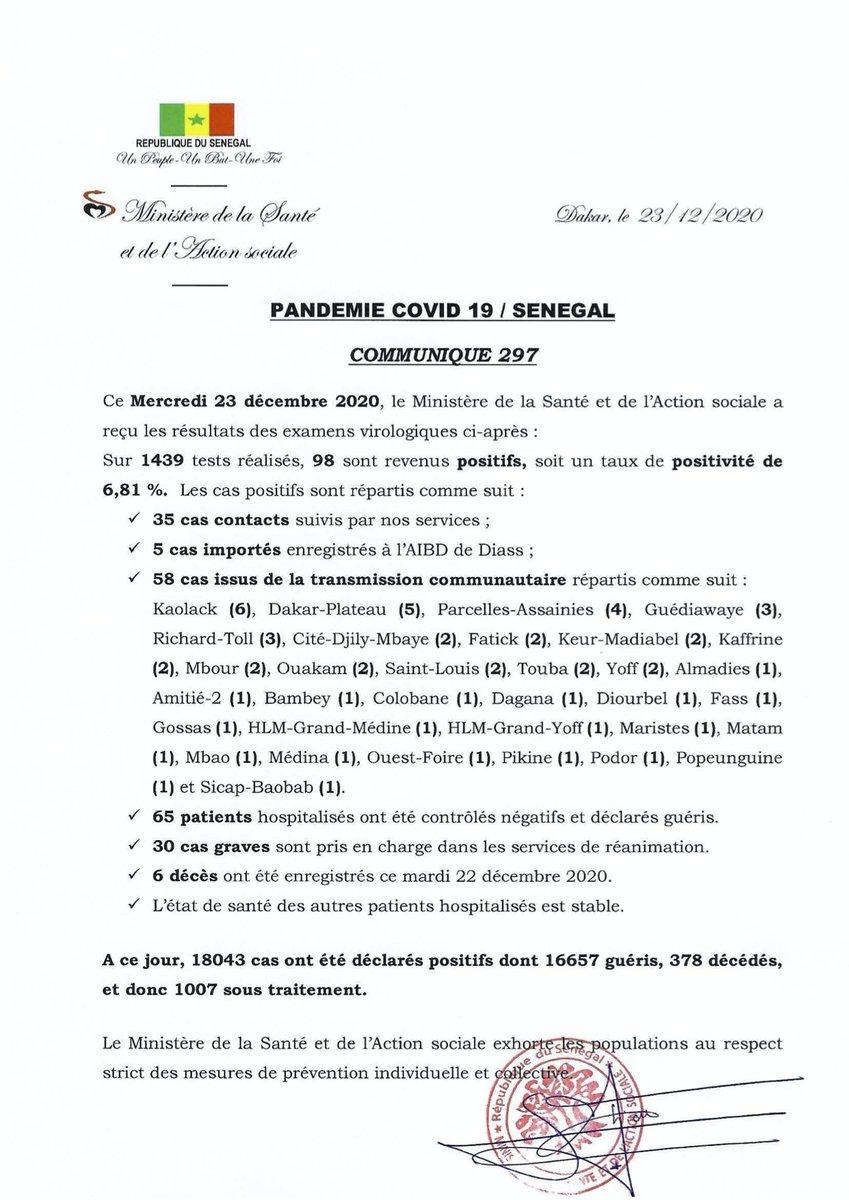 REPUBLIQUE DU SENEGAL
Un Peuple - Un But - Une Foi
Ministère de la Santé
et de l'Action sociale
Dakar, le 23/12/2020
PANDEMIE COVID 19 / SENEGAL
COMMUNIQUE 297
Ce Mercredi 23 décembre 2020, le Ministère de la Santé et de l'Action sociale a
reçu les résultats des examens virologiques ci-après :
Sur 1439 tests réalisés, 98 sont revenus positifs, soit un taux de positivité de
6,81 %. Les cas positifs sont répartis comme suit :
✓ 35 cas contacts suivis par nos services ;
✓ 5 cas importés enregistrés à l'AIBD de Diass ;
✓ 58 cas issus de la transmission communautaire répartis comme suit :
Kaolack (6), Dakar-Plateau (5), Parcelles-Assainies (4), Guédiawaye (3),
Richard-Toll (3), Cité-Djily-Mbaye (2), Fatick (2), Keur-Madiabel (2), Kaffrine
(2), Mbour (2), Ouakam (2), Saint-Louis (2), Touba (2), Yoff (2), Almadies (1),
Amitié-2 (1), Bambey (1), Colobane (1), Dagana (1), Diourbel (1), Fass (1),
Gossas (1), HLM-Grand-Médine (1), HLM-Grand-Yoff (1), Maristes (1), Matam
(1), Mbao (1), Médina (1), Ouest-Foire (1), Pikine (1), Podor (1), Popeunguine
(1) et Sicap-Baobab (1).
✓ 65 patients hospitalisés ont été contrôlés négatifs et déclarés guéris.
✓ 30 cas graves sont pris en charge dans les services de réanimation.
✓ 6 décès ont été enregistrés ce mardi 22 décembre 2020.
✓ L'état de santé des autres patients hospitalisés est stable.
A ce jour, 18043 cas ont été déclarés positifs dont 16657 guéris, 378 décédés,
et donc 1007 sous traitement.
Le Ministère de la Santé et de l'Action sociale exhorte les populations au respect
strict des mesures de prévention individuelle et collective.
République du Sénégal